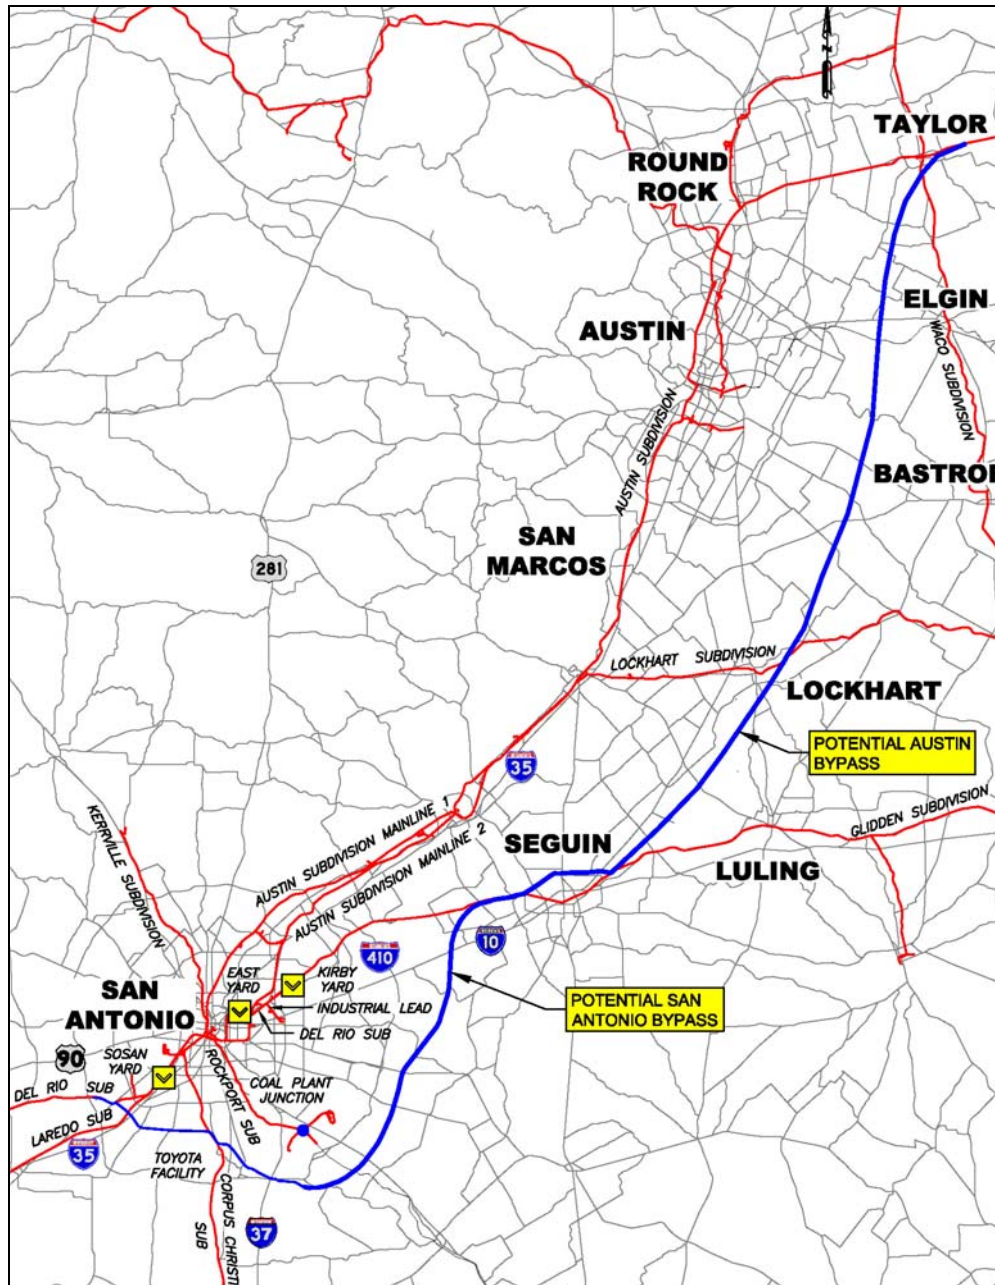 N
TAYLOR
ROUND
ROCK
ELGIN
AUSTIN
WACO SUBDIVISION
AUSTIN SUBDIVISION
BASTROP
SAN
MARCOS
281
LOCKHART SUBDIVISION
LOCKHART
POTENTIAL AUSTIN
BYPASS
35
KERRVILLE SUBDIVISION
AUSTIN SUBDIVISION MAINLINE 1
AUSTIN SUBDIVISION MAINLINE 2
SEGUIN
GLIDDEN SUBDIVISION
LULING
410
10
EAST
YARD
KIRBY
YARD
SAN
ANTONIO
INDUSTRIAL LEAD
DEL RIO SUB
POTENTIAL SAN
ANTONIO BYPASS
90
SOSAN
YARD
ROCKPORT SUB
COAL PLANT
JUNCTION
DEL RIO SUB
LAREDO SUB
35
TOYOTA
FACILITY
CORPUS CHRISTI
SUB
37